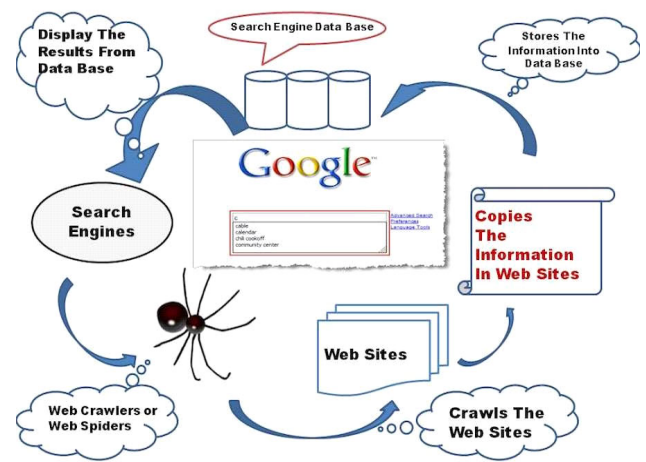 Display The
Results From
Data Base
Search Engine Data Base
Stores The
Information Into
Data Base
Google™
c
cable
calendar
chili cookoff
community center
Advanced Search
Preferences
Language Tools
Search
Engines
Copies
The
Information
In Web Sites
Web Sites
Web Crawlers or
Web Spiders
Crawls The
Web Sites